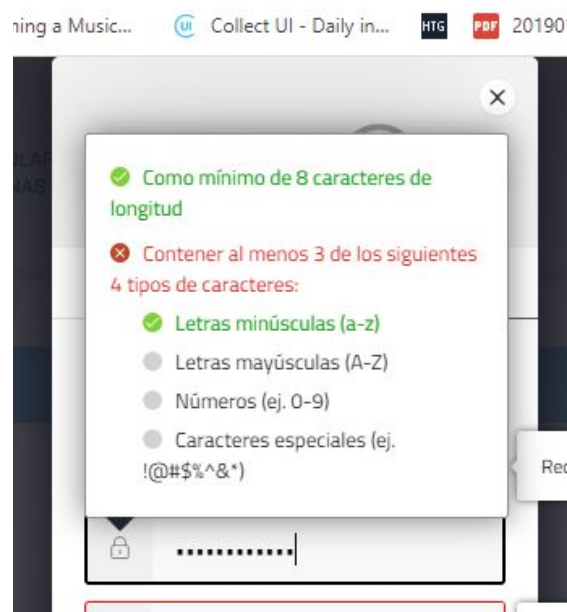 ning a Music...
UI
Collect UI - Daily in...
HTG
PDF
20190
Como mínimo de 8 caracteres de
longitud
Contener al menos 3 de los siguientes
4 tipos de caracteres:
Letras minúsculas (a-z)
Letras mayúsculas (A-Z)
Números (ej. 0-9)
Caracteres especiales (ej.
!@#$%^&*)
Rec